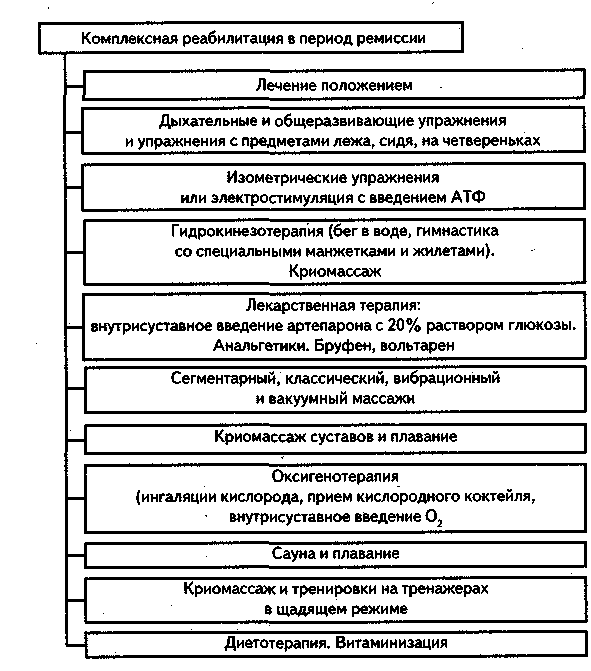 Комплексная реабилитация в период ремиссии
Лечение положением
Дыхательные и общеразвивающие упражнения
и упражнения с предметами лежа, сидя, на четвереньках
Изометрические упражнения
или электростимуляция с введением АТФ
Гидрокинезотерапия (бег в воде, гимнастика
со специальными манжетками и жилетами).
Криомассаж
Лекарственная терапия:
внутрисуставное введение артепарона с 20% раствором глюкозы.
Анальгетики. Бруфен, вольтарен
Сегментарный, классический, вибрационный
и вакуумный массажи
Криомассаж суставов и плавание
Оксигенотерапия
(ингаляции кислорода, прием кислородного коктейля,
внутрисуставное введение O₂
Сауна и плавание
Криомассаж и тренировки на тренажерах
в щадящем режиме
Диетотерапия. Витаминизация